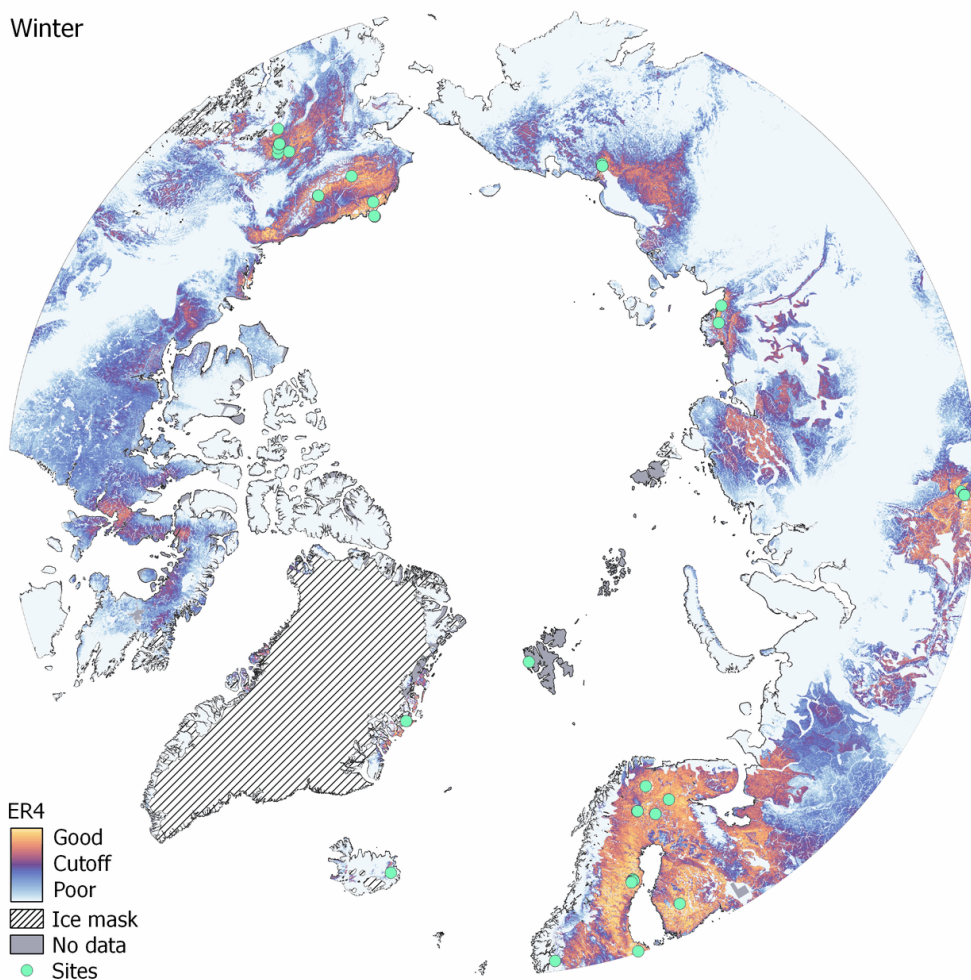 Winter
ER4
Good
Cutoff
Poor
Ice mask
No data
Sites